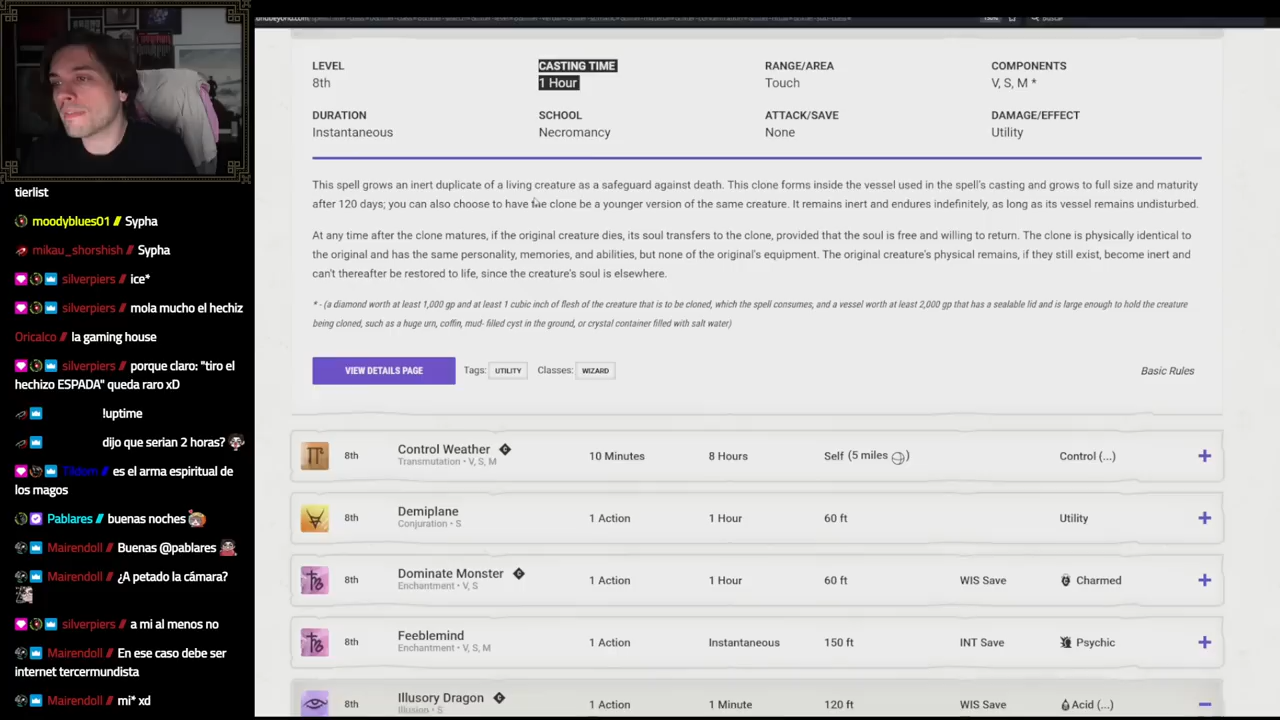 tierlist
moodyblues01 // Sypha
mikau_shorshish // Sypha
silverpiers // ice*
silverpiers // mola mucho el hechiz
Oricalco // la gaming house
silverpiers // porque claro: "tiro el
hechizo ESPADA" queda raro xD
!uptime
dijo que serian 2 horas?
Tildom // es el arma espiritual de
los magos
Pablares // buenas noches
Mairendoll // Buenas @pablares
Mairendoll // ¿A petado la cámara?
silverpiers // a mi al menos no
Mairendoll // En ese caso debe ser
internet tercermundista
Mairendoll // mi* xd
LEVEL
8th
CASTING TIME
1 Hour
RANGE/AREA
Touch
COMPONENTS
V, S, M *
DURATION
Instantaneous
SCHOOL
Necromancy
ATTACK/SAVE
None
DAMAGE/EFFECT
Utility
This spell grows an inert duplicate of a living creature as a safeguard against death. This clone forms inside the vessel used in the spell's casting and grows to full size and maturity
after 120 days; you can also choose to have the clone be a younger version of the same creature. It remains inert and endures indefinitely, as long as its vessel remains undisturbed.
At any time after the clone matures, if the original creature dies, its soul transfers to the clone, provided that the soul is free and willing to return. The clone is physically identical to
the original and has the same personality, memories, and abilities, but none of the original's equipment. The original creature's physical remains, if they still exist, become inert and
can't thereafter be restored to life, since the creature's soul is elsewhere.
* - (a diamond worth at least 1,000 gp and at least 1 cubic inch of flesh of the creature that is to be cloned, which the spell consumes, and a vessel worth at least 2,000 gp that has a sealable lid and is large enough to hold the creature
being cloned, such as a huge urn, coffin, mud- filled cyst in the ground, or crystal container filled with salt water)
VIEW DETAILS PAGE Tags: UTILITY Classes: WIZARD Basic Rules
8th Control Weather 10 Minutes 8 Hours Self (5 miles ) Control (...)
Transmutation • V, S, M
8th Demiplane 1 Action 1 Hour 60 ft Utility
Conjuration • S
8th Dominate Monster 1 Action 1 Hour 60 ft WIS Save Charmed
Enchantment • V, S
8th Feeblemind 1 Action Instantaneous 150 ft INT Save Psychic
Enchantment • V, S, M
8th Illusory Dragon 1 Action 1 Minute 120 ft WIS Save Acid (...)
Illusion • S